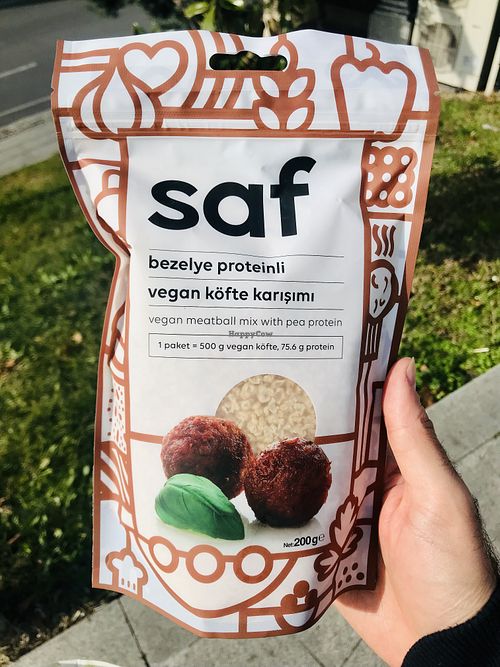 saf
bezelye proteinli
vegan köfte karışımı
vegan meatball mix with pea protein
HappyCow
1 paket = 500 g vegan köfte, 75.6 g protein
Net:200g℮